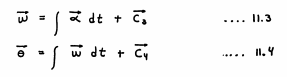 w⃗ = ∫ α⃗ dt + C⃗₃ .... 11.3
θ⃗ = ∫ w⃗ dt + C⃗₄ ..... 11.4